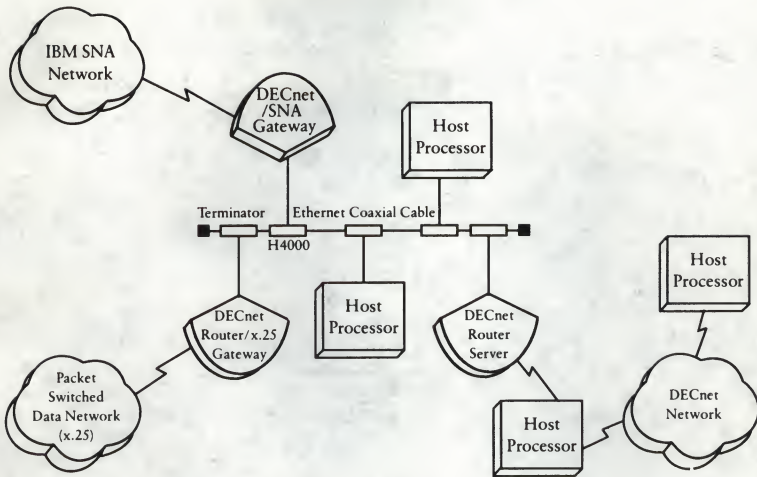 IBM SNA
Network
DECnet
/SNA
Gateway
Host
Processor
Terminator
Ethernet Coaxial Cable
H4000
Host
Processor
DECnet
Router/x.25
Gateway
Host
Processor
DECnet
Router
Server
Packet
Switched
Data Network
(x.25)
Host
Processor
DECnet
Network